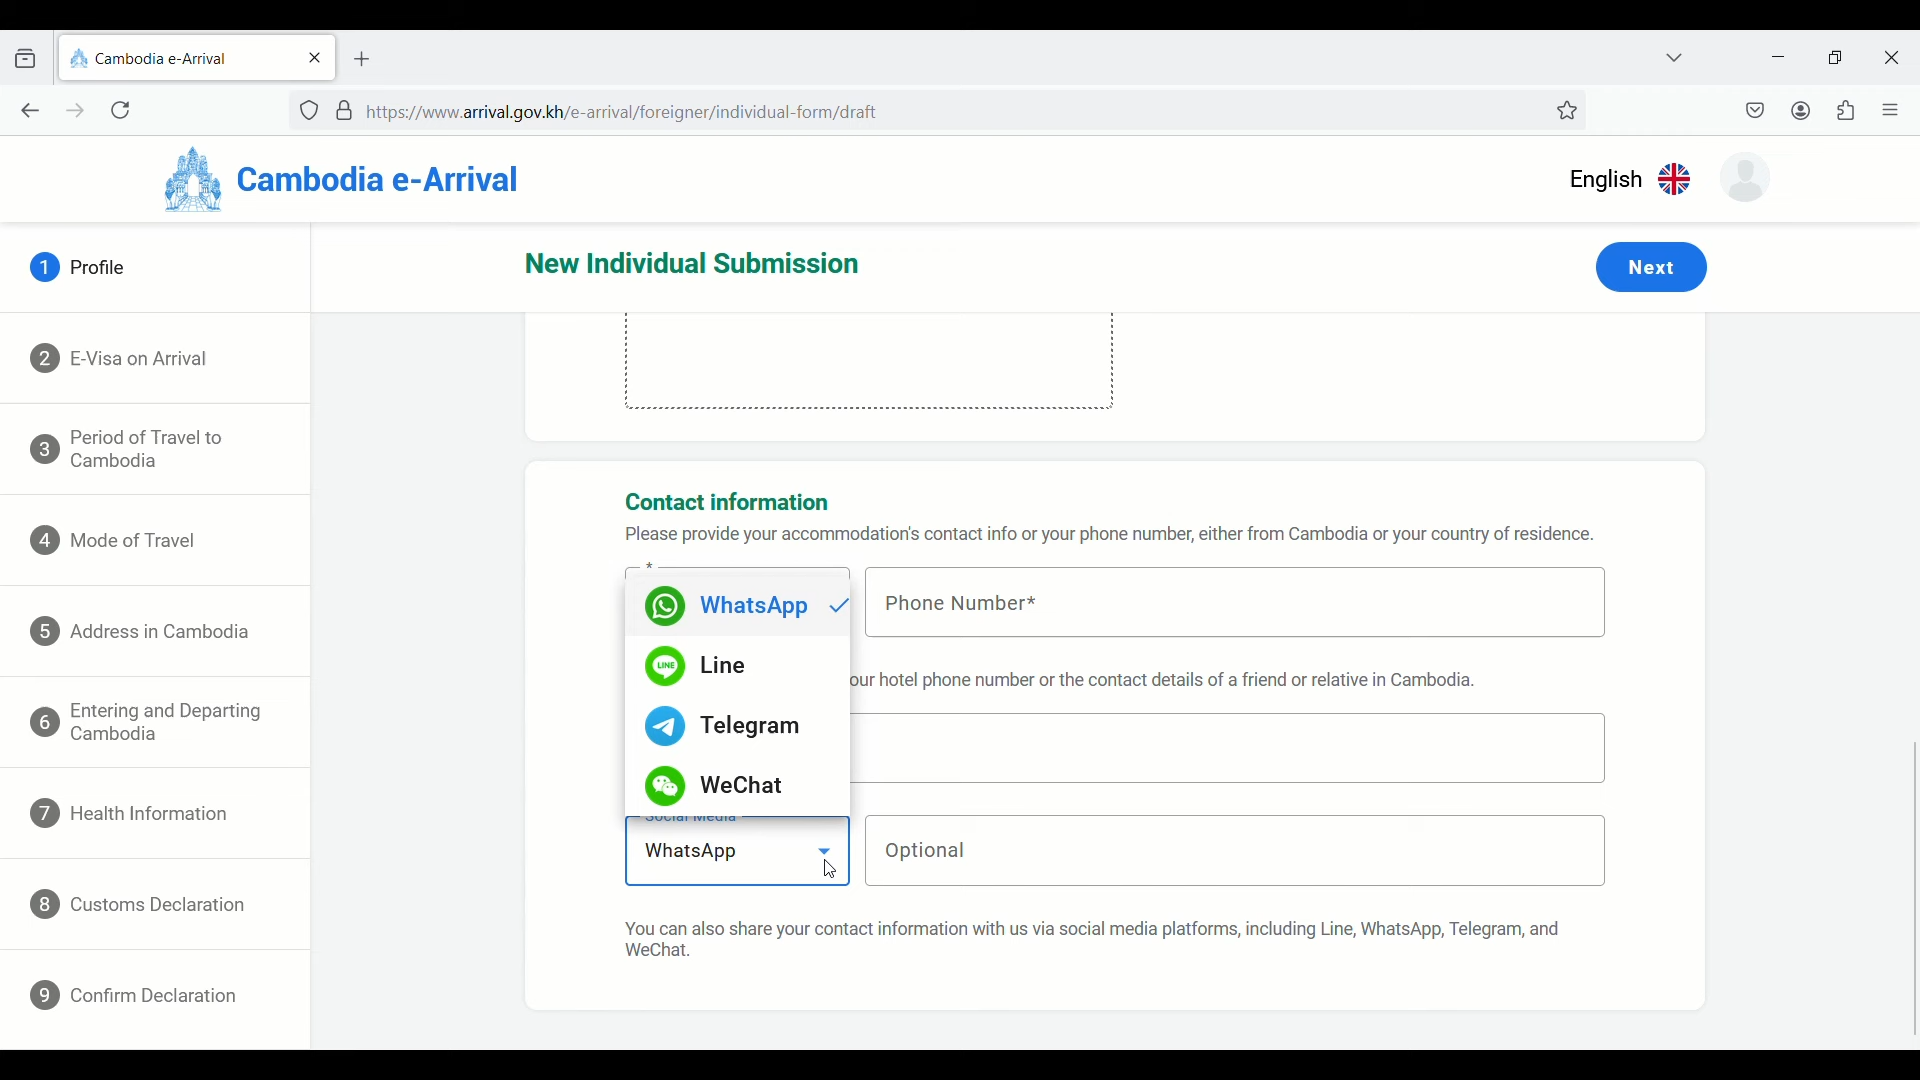 Cambodia e-Arrival
https://www.arrival.gov.kh/e-arrival/foreigner/individual-form/draft
Cambodia e-Arrival
English
1 Profile
2 E-Visa on Arrival
3 Period of Travel to
Cambodia
4 Mode of Travel
5 Address in Cambodia
6 Entering and Departing
Cambodia
7 Health Information
8 Customs Declaration
9 Confirm Declaration
New Individual Submission
Next
Contact information
Please provide your accommodation's contact info or your phone number, either from Cambodia or your country of residence.
*
Phone Number*
WhatsApp
LINE Line
our hotel phone number or the contact details of a friend or relative in Cambodia.
Telegram
WeChat
Social Media
WhatsApp
Optional
You can also share your contact information with us via social media platforms, including Line, WhatsApp, Telegram, and
WeChat.